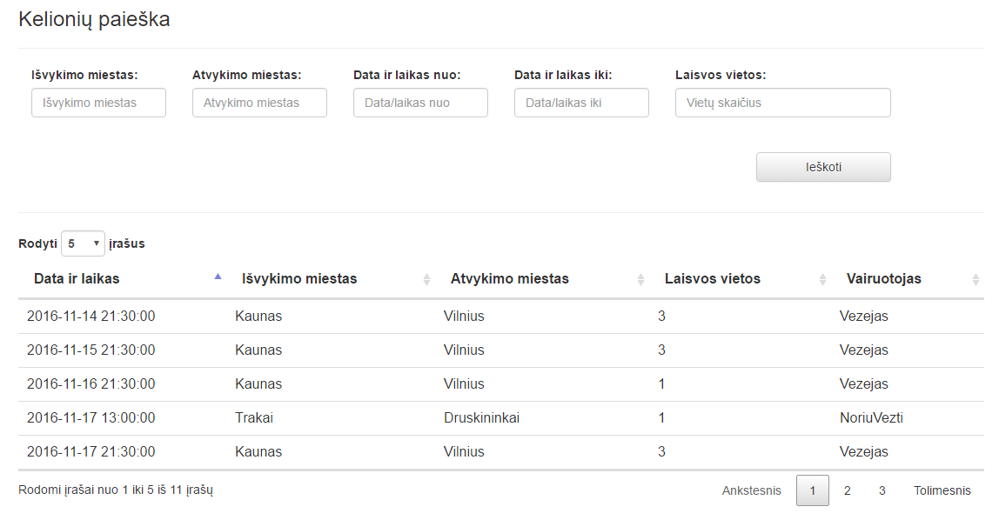 Kelionių paieška
Išvykimo miestas: Atvykimo miestas: Data ir laikas nuo: Data ir laikas iki: Laisvos vietos:
Išvykimo miestas Atvykimo miestas Data/laikas nuo Data/laikas iki Vietų skaičius
Ieškoti
Rodyti 5 įrašus
Data ir laikas Išvykimo miestas Atvykimo miestas Laisvos vietos Vairuotojas
2016-11-14 21:30:00 Kaunas Vilnius 3 Vezejas
2016-11-15 21:30:00 Kaunas Vilnius 3 Vezejas
2016-11-16 21:30:00 Kaunas Vilnius 1 Vezejas
2016-11-17 13:00:00 Trakai Druskininkai 1 NoriuVezti
2016-11-17 21:30:00 Kaunas Vilnius 3 Vezejas
Rodomi įrašai nuo 1 iki 5 iš 11 įrašų Ankstesnis 1 2 3 Tolimesnis